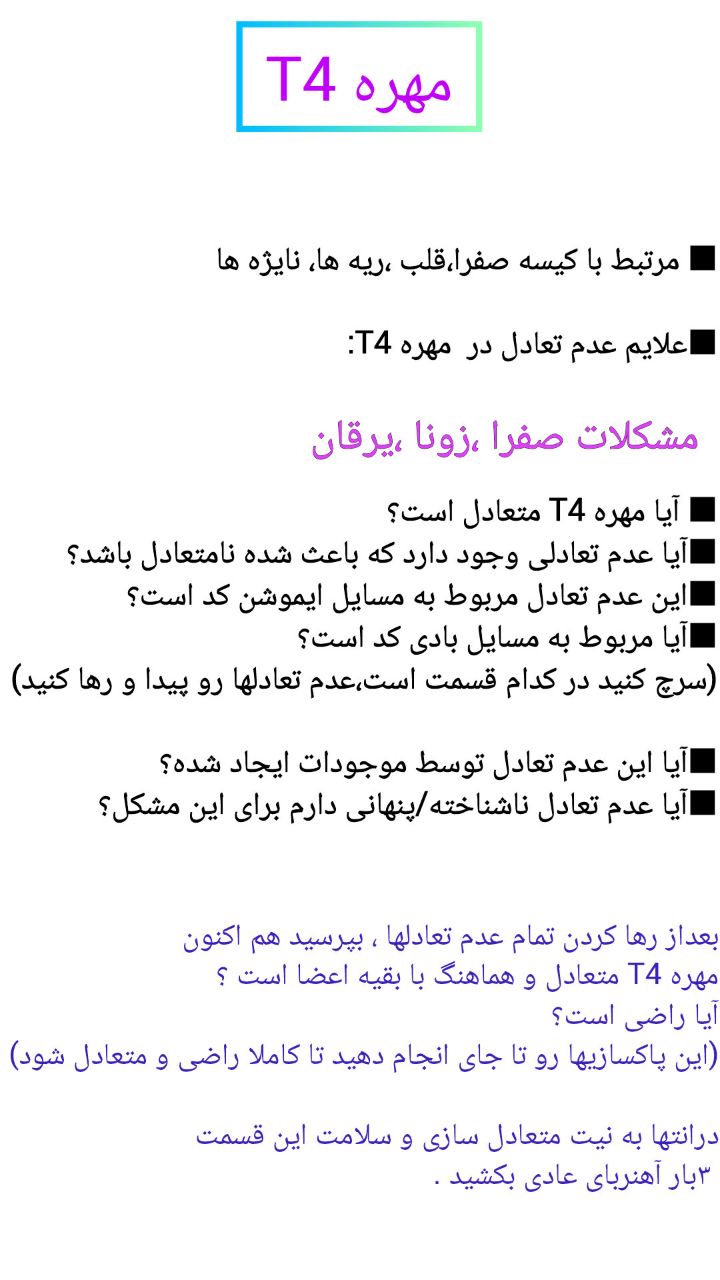 مهره T4
■ مرتبط با کیسه صفرا،قلب ،ریه ها، نایژه ها
■علایم عدم تعادل در مهره T4:
مشکلات صفرا ،زونا ،یرقان
■ آیا مهره T4 متعادل است؟
■آیا عدم تعادلی وجود دارد که باعث شده نامتعادل باشد؟
■این عدم تعادل مربوط به مسایل ایموشن کد است؟
■آیا مربوط به مسایل بادی کد است؟
(سرچ کنید در کدام قسمت است،عدم تعادلها رو پیدا و رها کنید)
■آیا این عدم تعادل توسط موجودات ایجاد شده؟
■آیا عدم تعادل ناشناخته/پنهانی دارم برای این مشکل؟
بعداز رها کردن تمام عدم تعادلها ، بپرسید هم اکنون
مهره T4 متعادل و هماهنگ با بقیه اعضا است ؟
آیا راضی است؟
(این پاکسازیها رو تا جای انجام دهید تا کاملا راضی و متعادل شود)
درانتها به نیت متعادل سازی و سلامت این قسمت
۳بار آهنربای عادی بکشید .